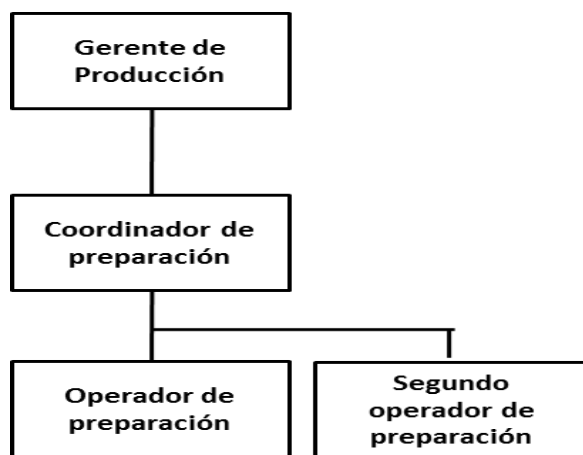 Gerente de
Producción
Coordinador de
preparación
Operador de
preparación
Segundo
operador de
preparación